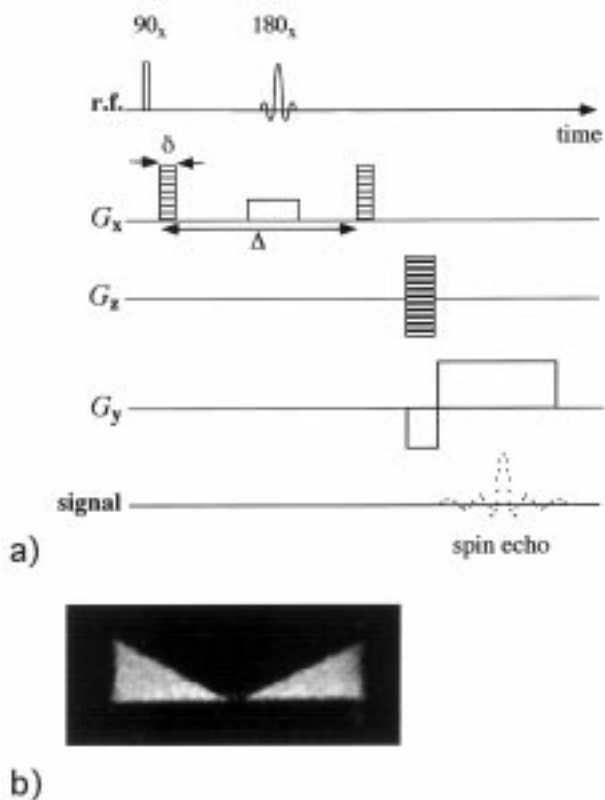 90x 180x
r.f.
time
δ
Gx
Δ
Gz
Gy
signal
spin echo
a)
b)